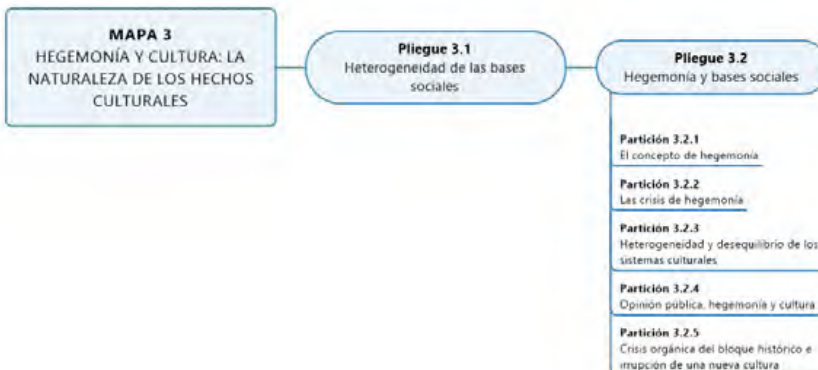 MAPA 3
HEGEMONÍA Y CULTURA: LA
NATURALEZA DE LOS HECHOS
CULTURALES
Pliegue 3.1
Heterogeneidad de las bases
sociales
Pliegue 3.2
Hegemonía y bases sociales
Partición 3.2.1
El concepto de hegemonía
Partición 3.2.2
Las crisis de hegemonía
Partición 3.2.3
Heterogeneidad y desequilibrio de los
sistemas culturales
Partición 3.2.4
Opinión pública, hegemonía y cultura
Partición 3.2.5
Crisis orgánica del bloque histórico e
irrupción de una nueva cultura